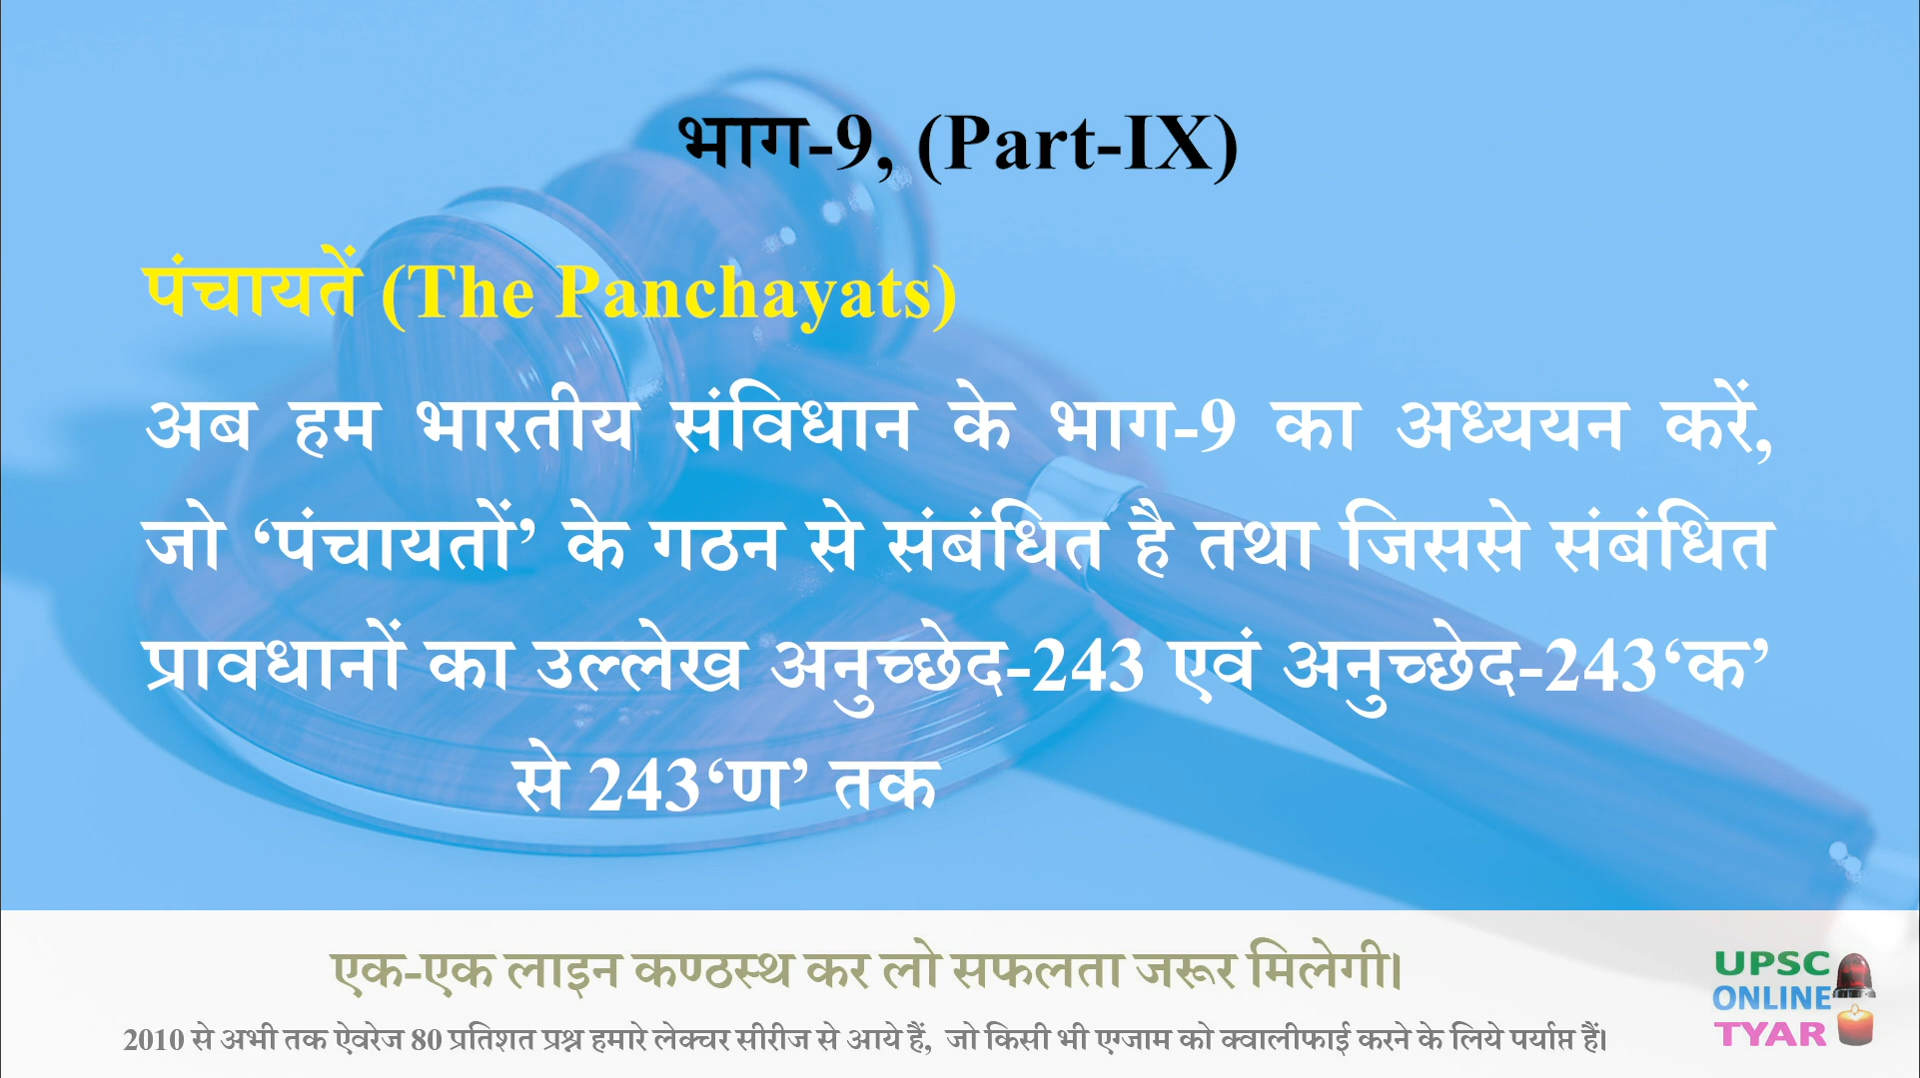 भाग-9, (Part-IX)
पंचायतें (The Panchayats)
अब हम भारतीय संविधान के भाग-9 का अध्ययन करें,
जो ‘पंचायतों’ के गठन से संबंधित है तथा जिससे संबंधित
प्रावधानों का उल्लेख अनुच्छेद-243 एवं अनुच्छेद-243‘क’
से 243‘ण’ तक
एक-एक लाइन कण्ठस्थ कर लो सफलता जरूर मिलेगी।
2010 से अभी तक ऐवरेज 80 प्रतिशत प्रश्न हमारे लेक्चर सीरीज से आये हैं, जो किसी भी एग्जाम को क्वालीफाई करने के लिये पर्याप्त हैं।
UPSC
ONLINE
TYAR